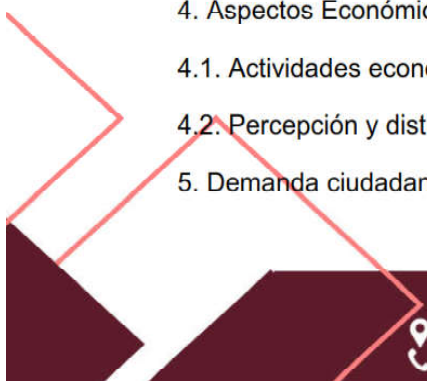 4. Aspectos Económic
4.1. Actividades econ
4.2. Percepción y dist
5. Demanda ciudadan